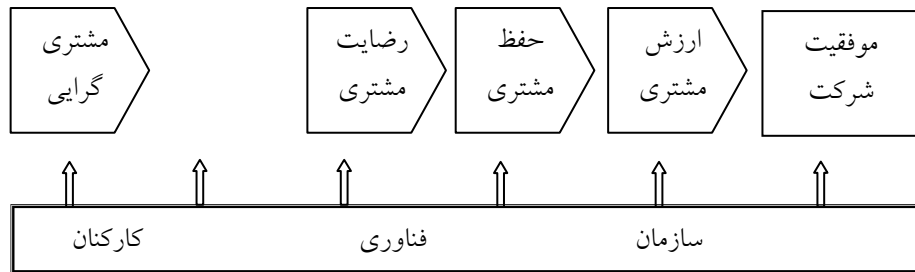 مشتری
گرایی
رضایت
مشتری
حفظ
مشتری
ارزش
مشتری
موفقیت
شرکت
کارکنان
فناوری
سازمان